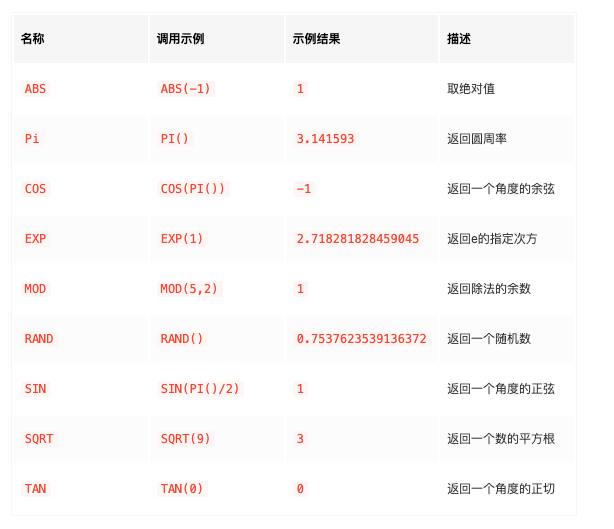 名称 调用示例 示例结果 描述
ABS ABS(-1) 1 取绝对值
Pi PI() 3.141593 返回圆周率
COS COS(PI()) -1 返回一个角度的余弦
EXP EXP(1) 2.718281828459045 返回e的指定次方
MOD MOD(5,2) 1 返回除法的余数
RAND RAND() 0.7537623539136372 返回一个随机数
SIN SIN(PI()/2) 1 返回一个角度的正弦
SQRT SQRT(9) 3 返回一个数的平方根
TAN TAN(0) 0 返回一个角度的正切